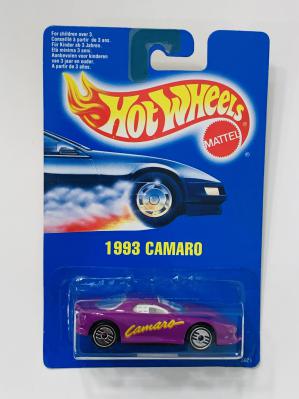 For children over 3.
Conseillé à partir de 3 ans.
Für Kinder ab 3 Jahren.
Età minima 3 anni.
Aanbevolen voor kinderen
van 3 jaar en ouder.
A partir de 3 años.
HOT WHEELS
MATTEL
1993 CAMARO
Camaro